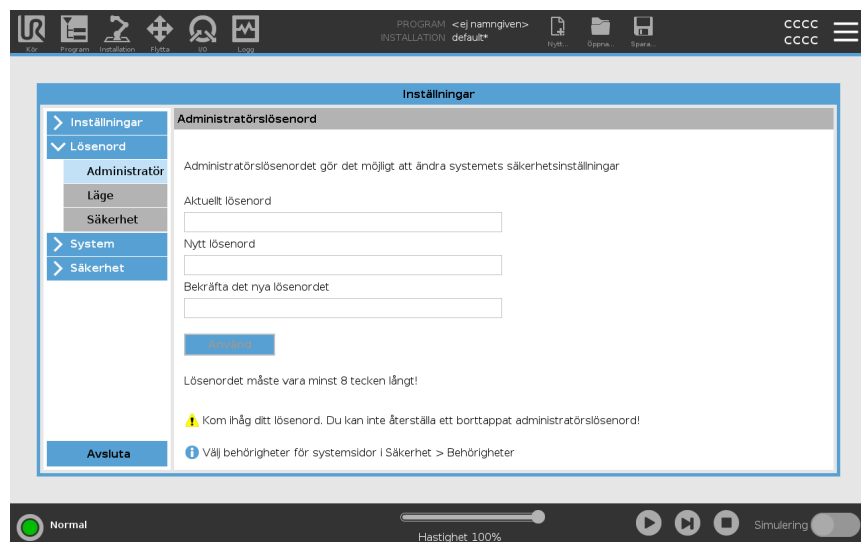 PROGRAM <ej namngiven>
INSTALLATION default*
CCCC
CCCC
Kör Program Installation Flytta I/O Logg Nytt... Öppna... Spara...
Inställningar
Inställningar
Lösenord
Administratör
Läge
Säkerhet
System
Säkerhet
Avsluta
Administratörslösenord
Administratörslösenordet gör det möjligt att ändra systemets säkerhetsinställningar
Aktuellt lösenord
Nytt lösenord
Bekräfta det nya lösenordet
Använd
Lösenordet måste vara minst 8 tecken långt!
Kom ihåg ditt lösenord. Du kan inte återställa ett borttappat administratörslösenord!
Välj behörigheter för systemsidor i Säkerhet > Behörigheter
Normal
Hastighet 100%
Simulering